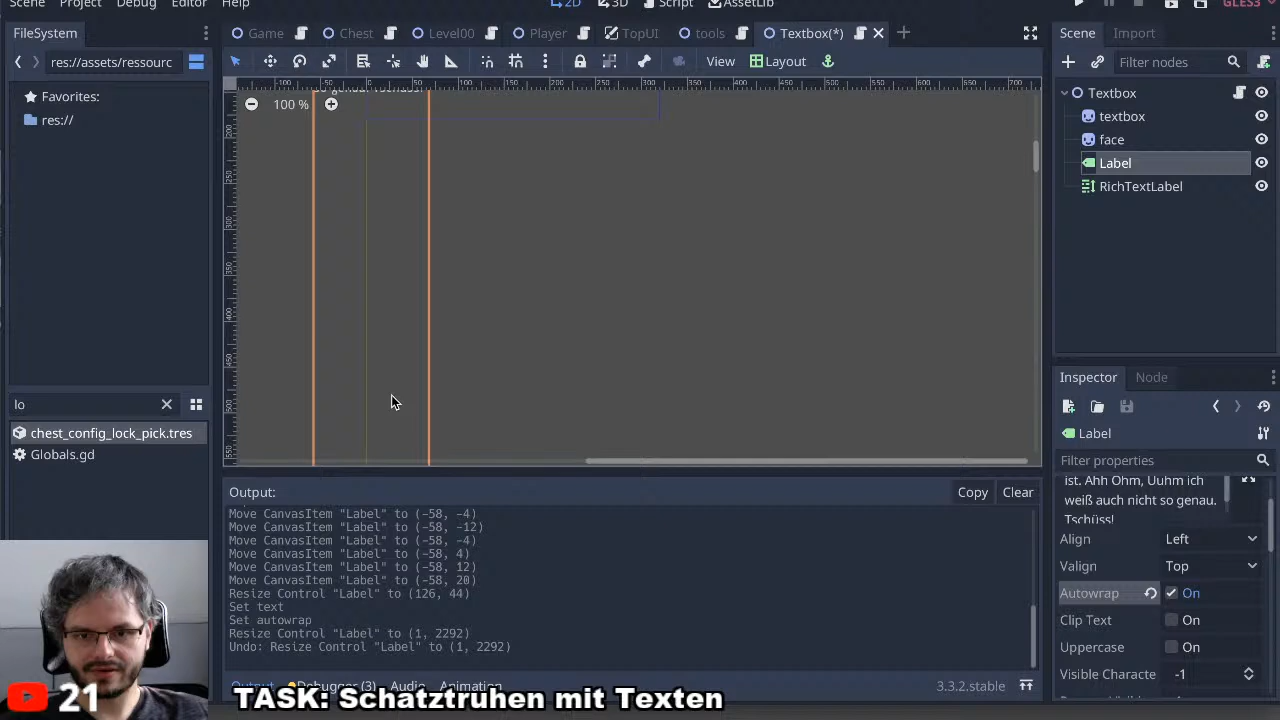 Scene Project Debug Editor Help
2D 3D Script AssetLib
GLES3
FileSystem
Game Chest Level00 Player TopUI tools Textbox(*)
Scene Import
res://assets/ressourc
View Layout
Filter nodes
Favorites:
res://
100 %
Textbox
textbox
face
Label
RichTextLabel
Inspector Node
lo
chest_config_lock_pick.tres
Globals.gd
Label
Filter properties
ist. Ahh Ohm, Uuhm ich
weiß auch nicht so genau.
Tschüss!
Align Left
Valign Top
Autowrap On
Clip Text On
Uppercase On
Visible Characte -1
Output:
Copy Clear
Move CanvasItem "Label" to (-58, -4)
Move CanvasItem "Label" to (-58, -12)
Move CanvasItem "Label" to (-58, -4)
Move CanvasItem "Label" to (-58, 4)
Move CanvasItem "Label" to (-58, 12)
Move CanvasItem "Label" to (-58, 20)
Resize Control "Label" to (126, 44)
Set text
Set autowrap
Resize Control "Label" to (1, 2292)
Undo: Resize Control "Label" to (1, 2292)
Output Debugger (3) Audio Animation
3.3.2.stable
21
TASK: Schatztruhen mit Texten